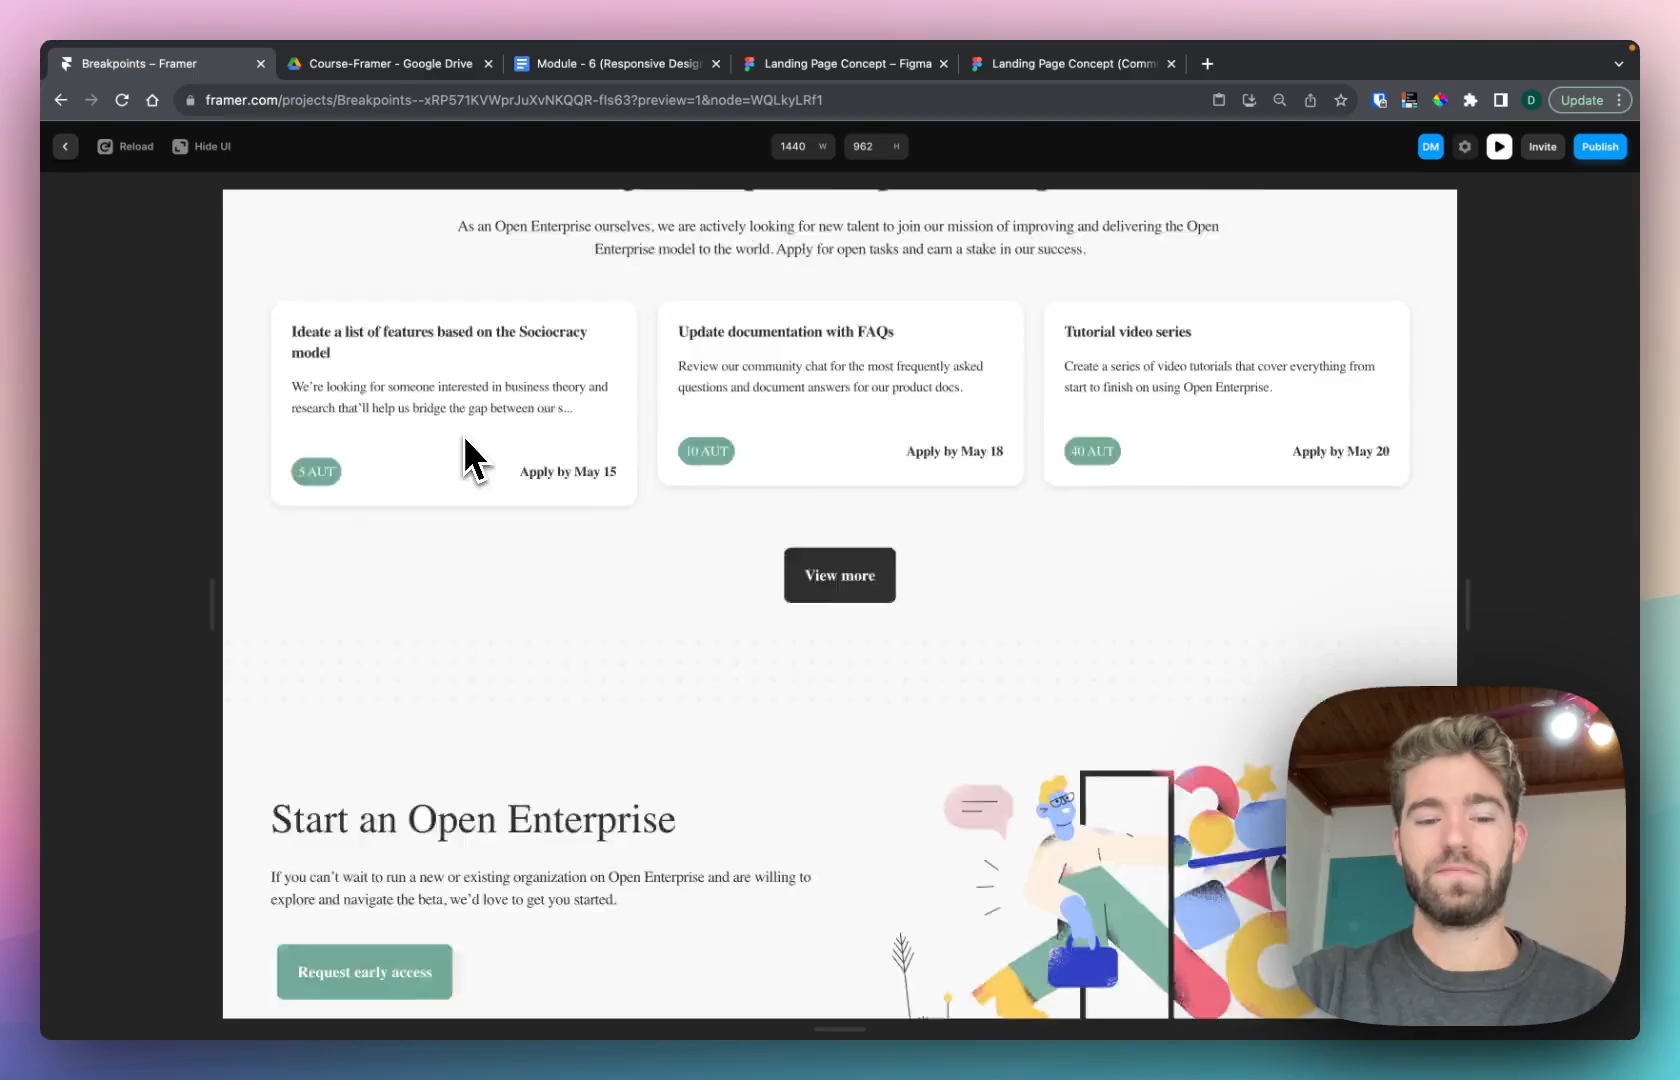 Breakpoints – Framer
Course-Framer - Google Drive
Module - 6 (Responsive Desig
Landing Page Concept – Figma
Landing Page Concept (Comm
framer.com/projects/Breakpoints--xRP571KVWprJuXvNKQQR-fls63?preview=1&node=WQLkyLRf1
D
Update
Reload
Hide UI
1440 W
962 H
DM
Invite
Publish
As an Open Enterprise ourselves, we are actively looking for new talent to join our mission of improving and delivering the Open
Enterprise model to the world. Apply for open tasks and earn a stake in our success.
Ideate a list of features based on the Sociocracy
model
We're looking for someone interested in business theory and
research that'll help us bridge the gap between our s...
5 AUT
Apply by May 15
Update documentation with FAQs
Review our community chat for the most frequently asked
questions and document answers for our product docs.
10 AUT
Apply by May 18
Tutorial video series
Create a series of video tutorials that cover everything from
start to finish on using Open Enterprise.
40 AUT
Apply by May 20
View more
Start an Open Enterprise
If you can't wait to run a new or existing organization on Open Enterprise and are willing to
explore and navigate the beta, we'd love to get you started.
Request early access